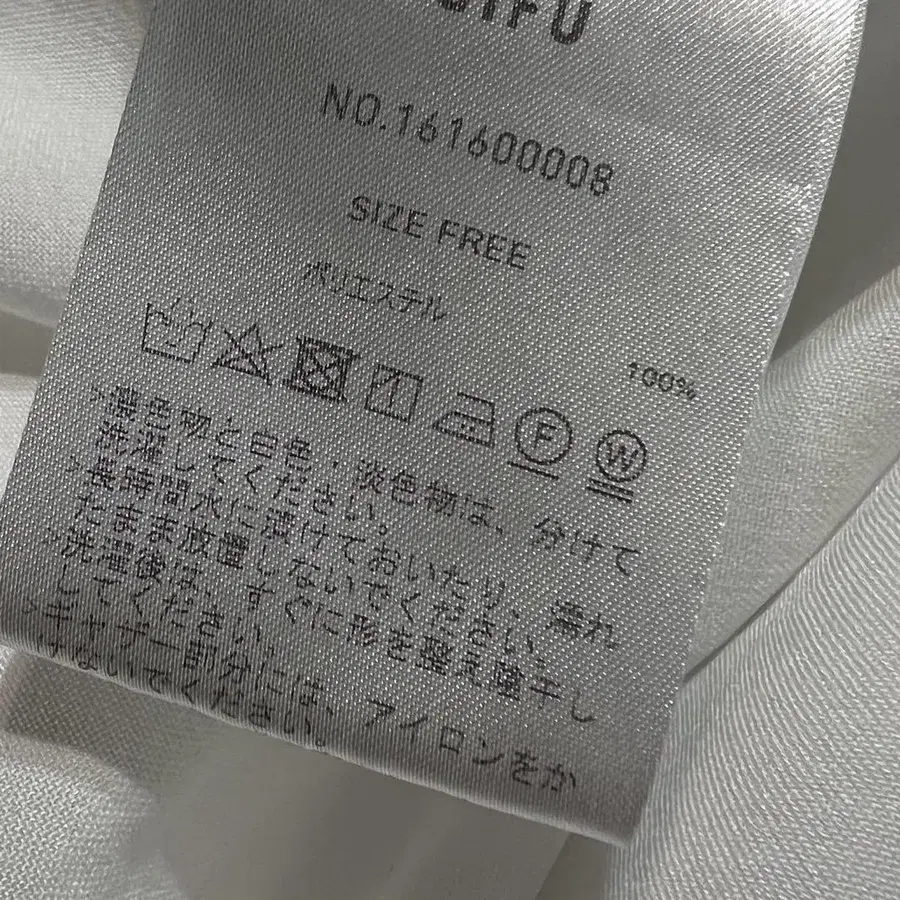 NO.161600008
SIZE FREE
ポリエステル
100%
F
W
>濃色物と白色・淡色物は、分けて
洗濯してください。
>長時間水に漬けておいたり、濡れ
たまま放置しないでください。
>洗濯後は、すぐに形を整え塗干し
してください。
>ギャザー部分には、アイロンをか
けないでください。